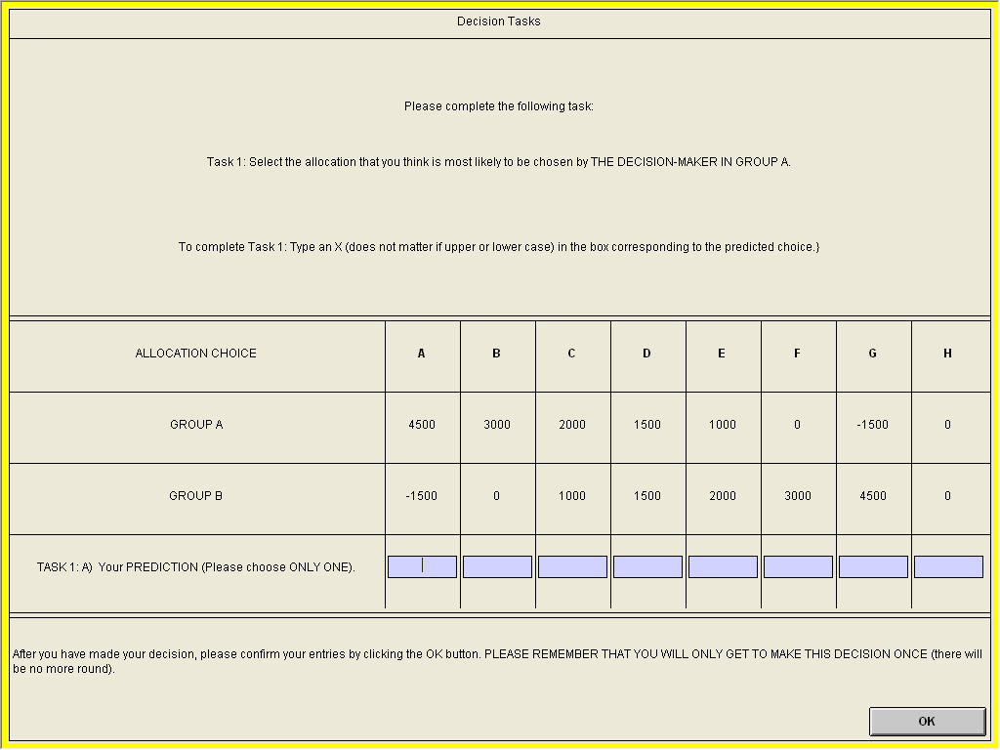 Decision Tasks
Please complete the following task:
Task 1: Select the allocation that you think is most likely to be chosen by THE DECISION-MAKER IN GROUP A.
To complete Task 1: Type an X (does not matter if upper or lower case) in the box corresponding to the predicted choice.}
ALLOCATION CHOICE A B C D E F G H
GROUP A 4500 3000 2000 1500 1000 0 -1500 0
GROUP B -1500 0 1000 1500 2000 3000 4500 0
TASK 1: A) Your PREDICTION (Please choose ONLY ONE).
After you have made your decision, please confirm your entries by clicking the OK button. PLEASE REMEMBER THAT YOU WILL ONLY GET TO MAKE THIS DECISION ONCE (there will
be no more round).
OK